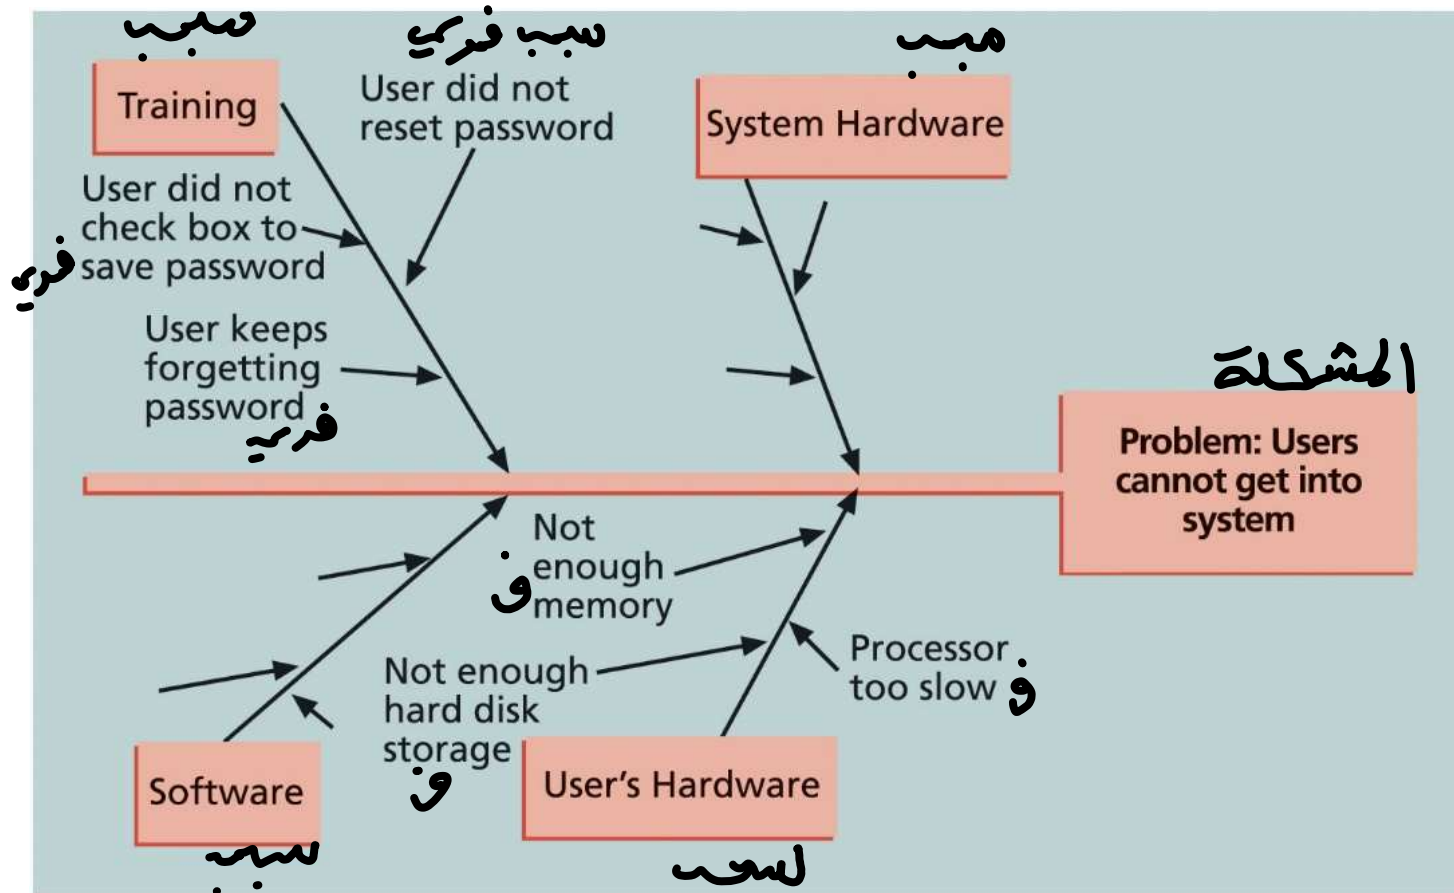 سبب
سبب فرعي
سبب
Training
User did not
reset password
System Hardware
User did not
check box to
save password
فرعي
User keeps
forgetting
password
فرعي
المشكلة
Problem: Users
cannot get into
system
Not
enough
memory
ف
Not enough
hard disk
storage
ف
Processor
too slow
ف
Software
User's Hardware
سبب
سبب